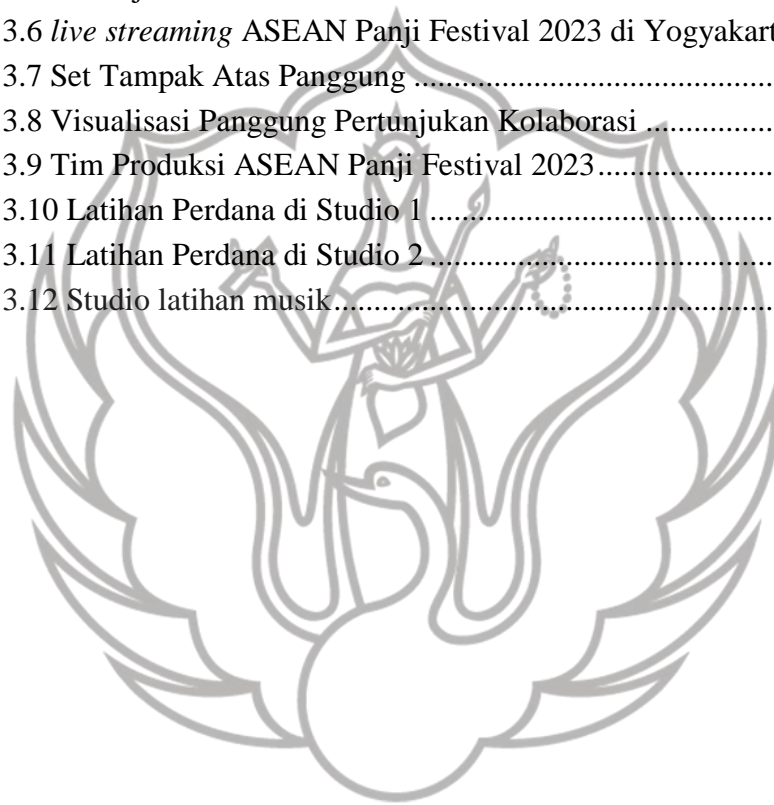 3.6 live streaming ASEAN Panji Festival 2023 di Yogyakart
3.7 Set Tampak Atas Panggung ..............................................
3.8 Visualisasi Panggung Pertunjukan Kolaborasi ................
3.9 Tim Produksi ASEAN Panji Festival 2023......................
3.10 Latihan Perdana di Studio 1 ...........................................
3.11 Latihan Perdana di Studio 2 ...........................................
3.12 Studio latihan musik.......................................................